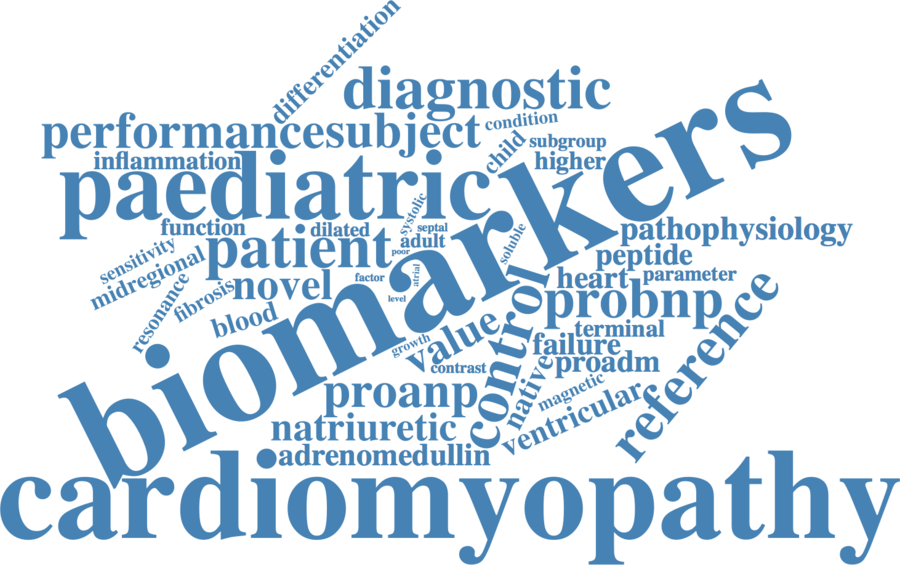 differentiation
diagnostic
performance subject
condition
child
subgroup
inflammation
higher
paediatric
biomarkers
systolic
function
dilated
septal
pathophysiology
sensitivity
patient
poor
adult
soluble
peptide
midregional
novel
factor
atrial
heart
parameter
resonance
fibrosis
level
control
probnp
reference
blood
value
terminal
growth
failure
contrast
native
proadm
proanp
magnetic
natriuretic
ventricular
adrenomedullin
cardiomyopathy